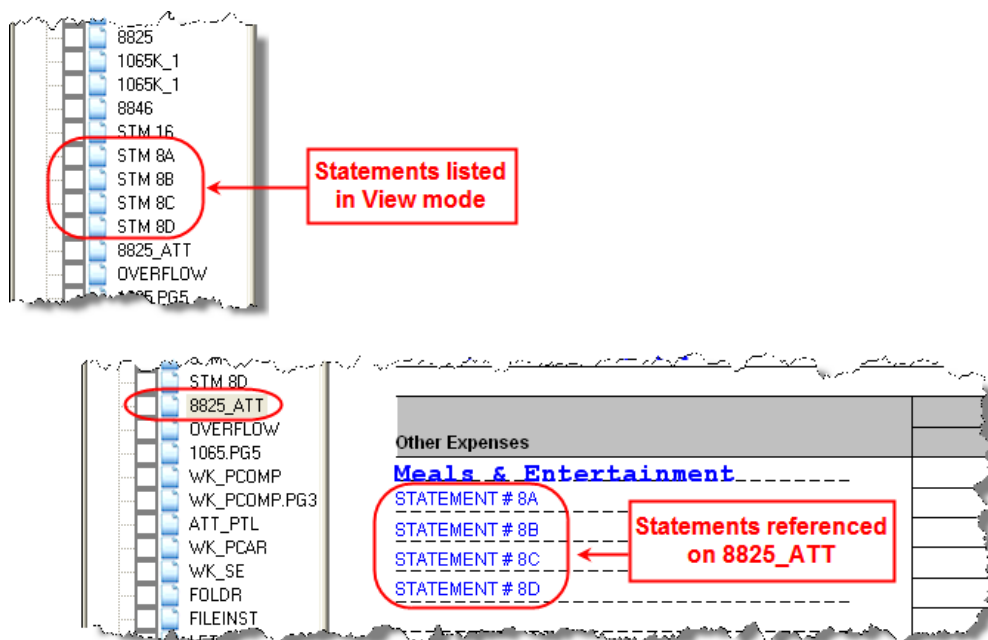 8825
1065K_1
1065K_1
8846
STM 16
STM 8A
STM 8B
STM 8C
STM 8D
8825_ATT
OVERFLOW
Statements listed
in View mode
STM 8D
8825_ATT
OVERFLOW
1065.PG5
WK_PCOMP
WK_PCOMP.PG3
ATT_PTL
WK_PCAR
WK_SE
FOLDR
FILEINST
Other Expenses
Meals & Entertainment
STATEMENT # 8A
STATEMENT # 8B
STATEMENT # 8C
STATEMENT # 8D
Statements referenced
on 8825_ATT